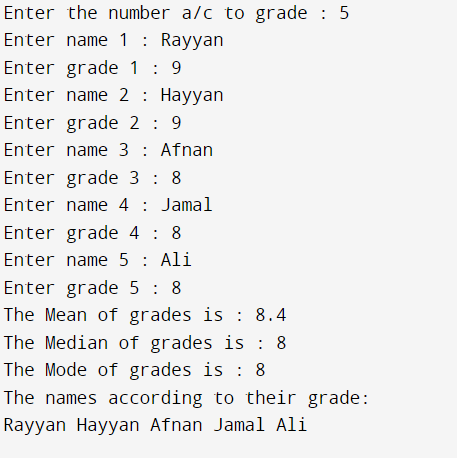 Enter the number a/c to grade : 5
Enter name 1 : Rayyan
Enter grade 1 : 9
Enter name 2 : Hayyan
Enter grade 2 : 9
Enter name 3 : Afnan
Enter grade 3 : 8
Enter name 4 : Jamal
Enter grade 4 : 8
Enter name 5 : Ali
Enter grade 5 : 8
The Mean of grades is : 8.4
The Median of grades is : 8
The Mode of grades is : 8
The names according to their grade:
Rayyan Hayyan Afnan Jamal Ali